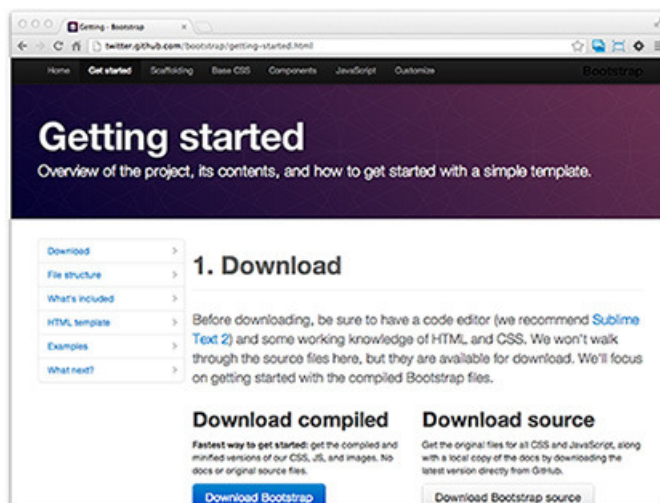 Getting · Bootstrap
twitter.github.com/bootstrap/getting-started.html
Home Get started Scaffolding Base CSS Components JavaScript Customize Bootstrap
Getting started
Overview of the project, its contents, and how to get started with a simple template.
Download
File structure
What's included
HTML template
Examples
What next?
1. Download
Before downloading, be sure to have a code editor (we recommend Sublime
Text 2) and some working knowledge of HTML and CSS. We won't walk
through the source files here, but they are available for download. We'll focus
on getting started with the compiled Bootstrap files.
Download compiled
Fastest way to get started: get the compiled and
minified versions of our CSS, JS, and images. No
docs or original source files.
Download Bootstrap
Download source
Get the original files for all CSS and JavaScript, along
with a local copy of the docs by downloading the
latest version directly from GitHub.
Download Bootstrap source